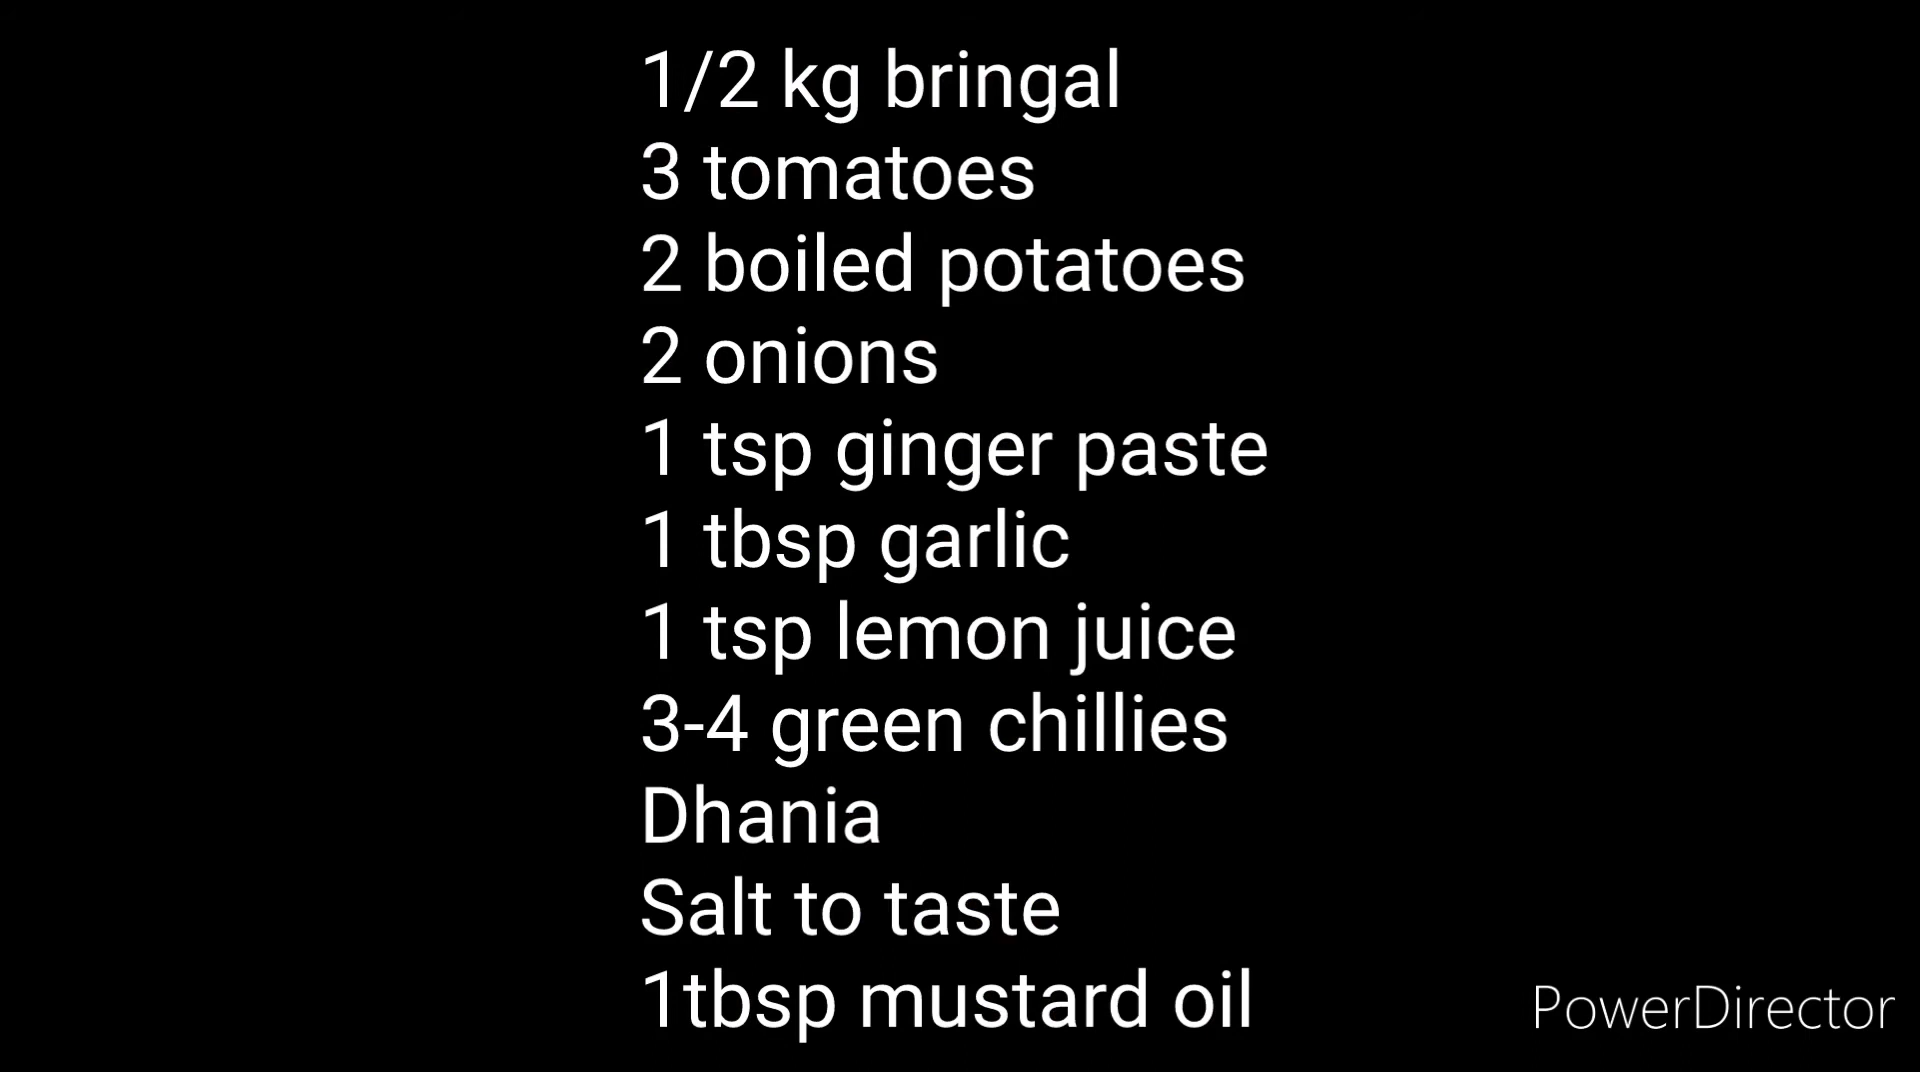 1/2 kg bringal
3 tomatoes
2 boiled potatoes
2 onions
1 tsp ginger paste
1 tbsp garlic
1 tsp lemon juice
3-4 green chillies
Dhania
Salt to taste
1tbsp mustard oil
PowerDirector